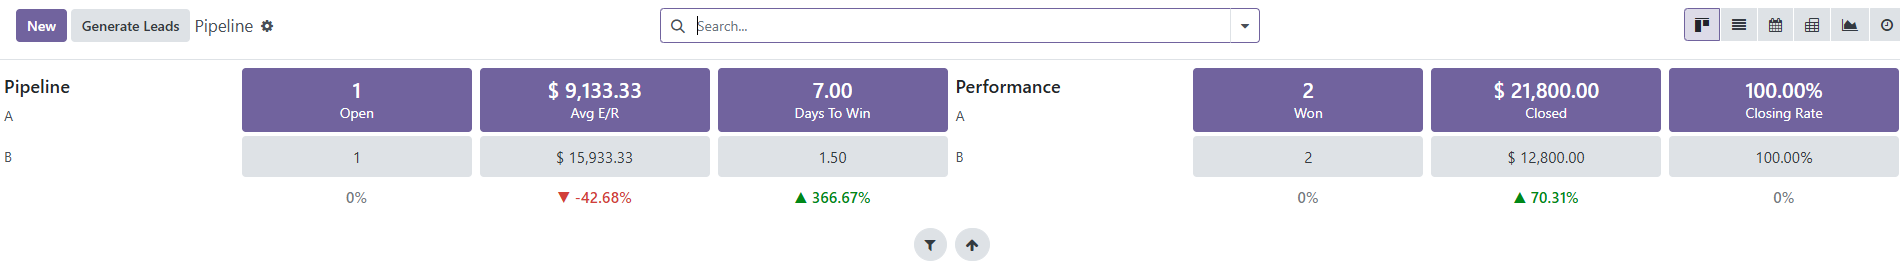 New Generate Leads Pipeline Search...
Pipeline
A
1
Open
$ 9,133.33
Avg E/R
7.00
Days To Win
B
1 $ 15,933.33 1.50
0% ▼ -42.68% ▲ 366.67%
Performance
A
2
Won
$ 21,800.00
Closed
100.00%
Closing Rate
B
2 $ 12,800.00 100.00%
0% ▲ 70.31% 0%